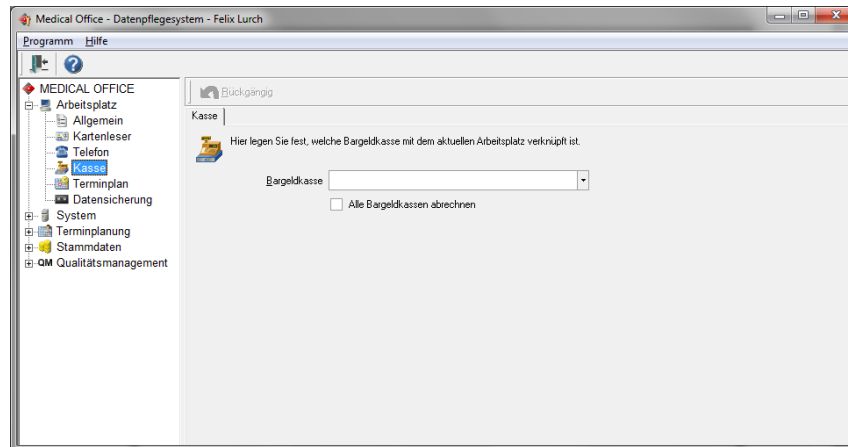 Medical Office - Datenpflegesystem - Felix Lurch
Programm Hilfe
MEDICAL OFFICE
Arbeitsplatz
Allgemein
Kartenleser
Telefon
Kasse
Terminplan
Datensicherung
System
Terminplanung
Stammdaten
QM Qualitätsmanagement
Rückgängig
Kasse
Hier legen Sie fest, welche Bargeldkasse mit dem aktuellen Arbeitsplatz verknüpft ist.
Bargeldkasse
Alle Bargeldkassen abrechnen